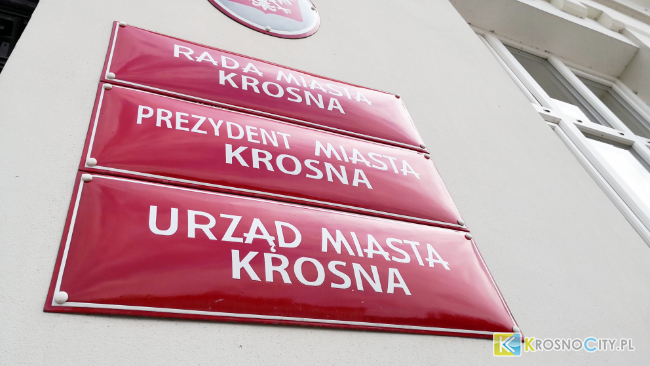 RADA MIASTA
KROSNA
PREZYDENT MIASTA
KROSNA
URZĄD MIASTA
KROSNA
KROSNOCITY.PL